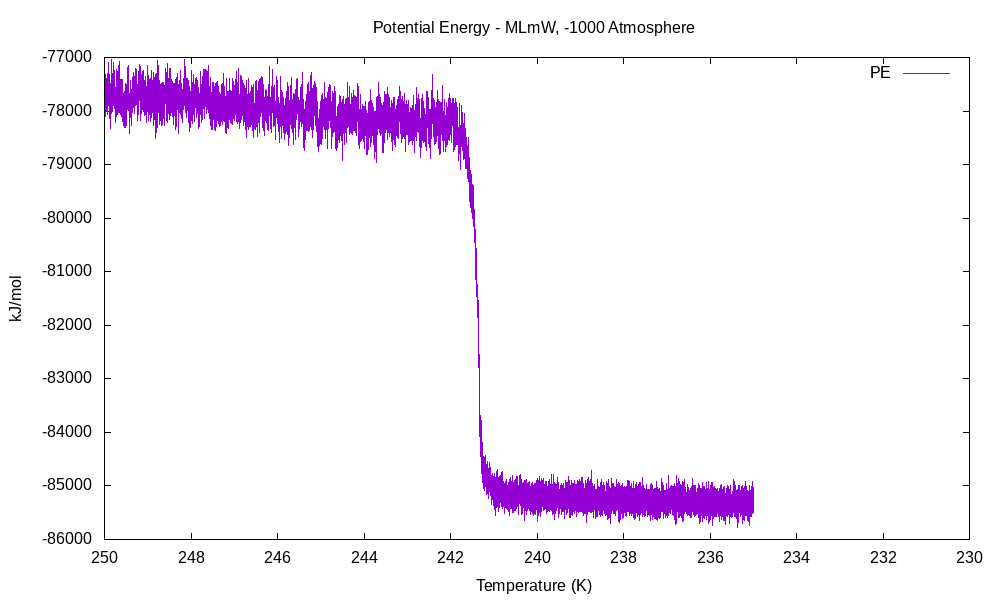 Potential Energy - MLmW, -1000 Atmosphere
PE
-77000
-78000
-79000
-80000
-81000
-82000
-83000
-84000
-85000
-86000
kJ/mol
250 248 246 244 242 240 238 236 234 232 230
Temperature (K)